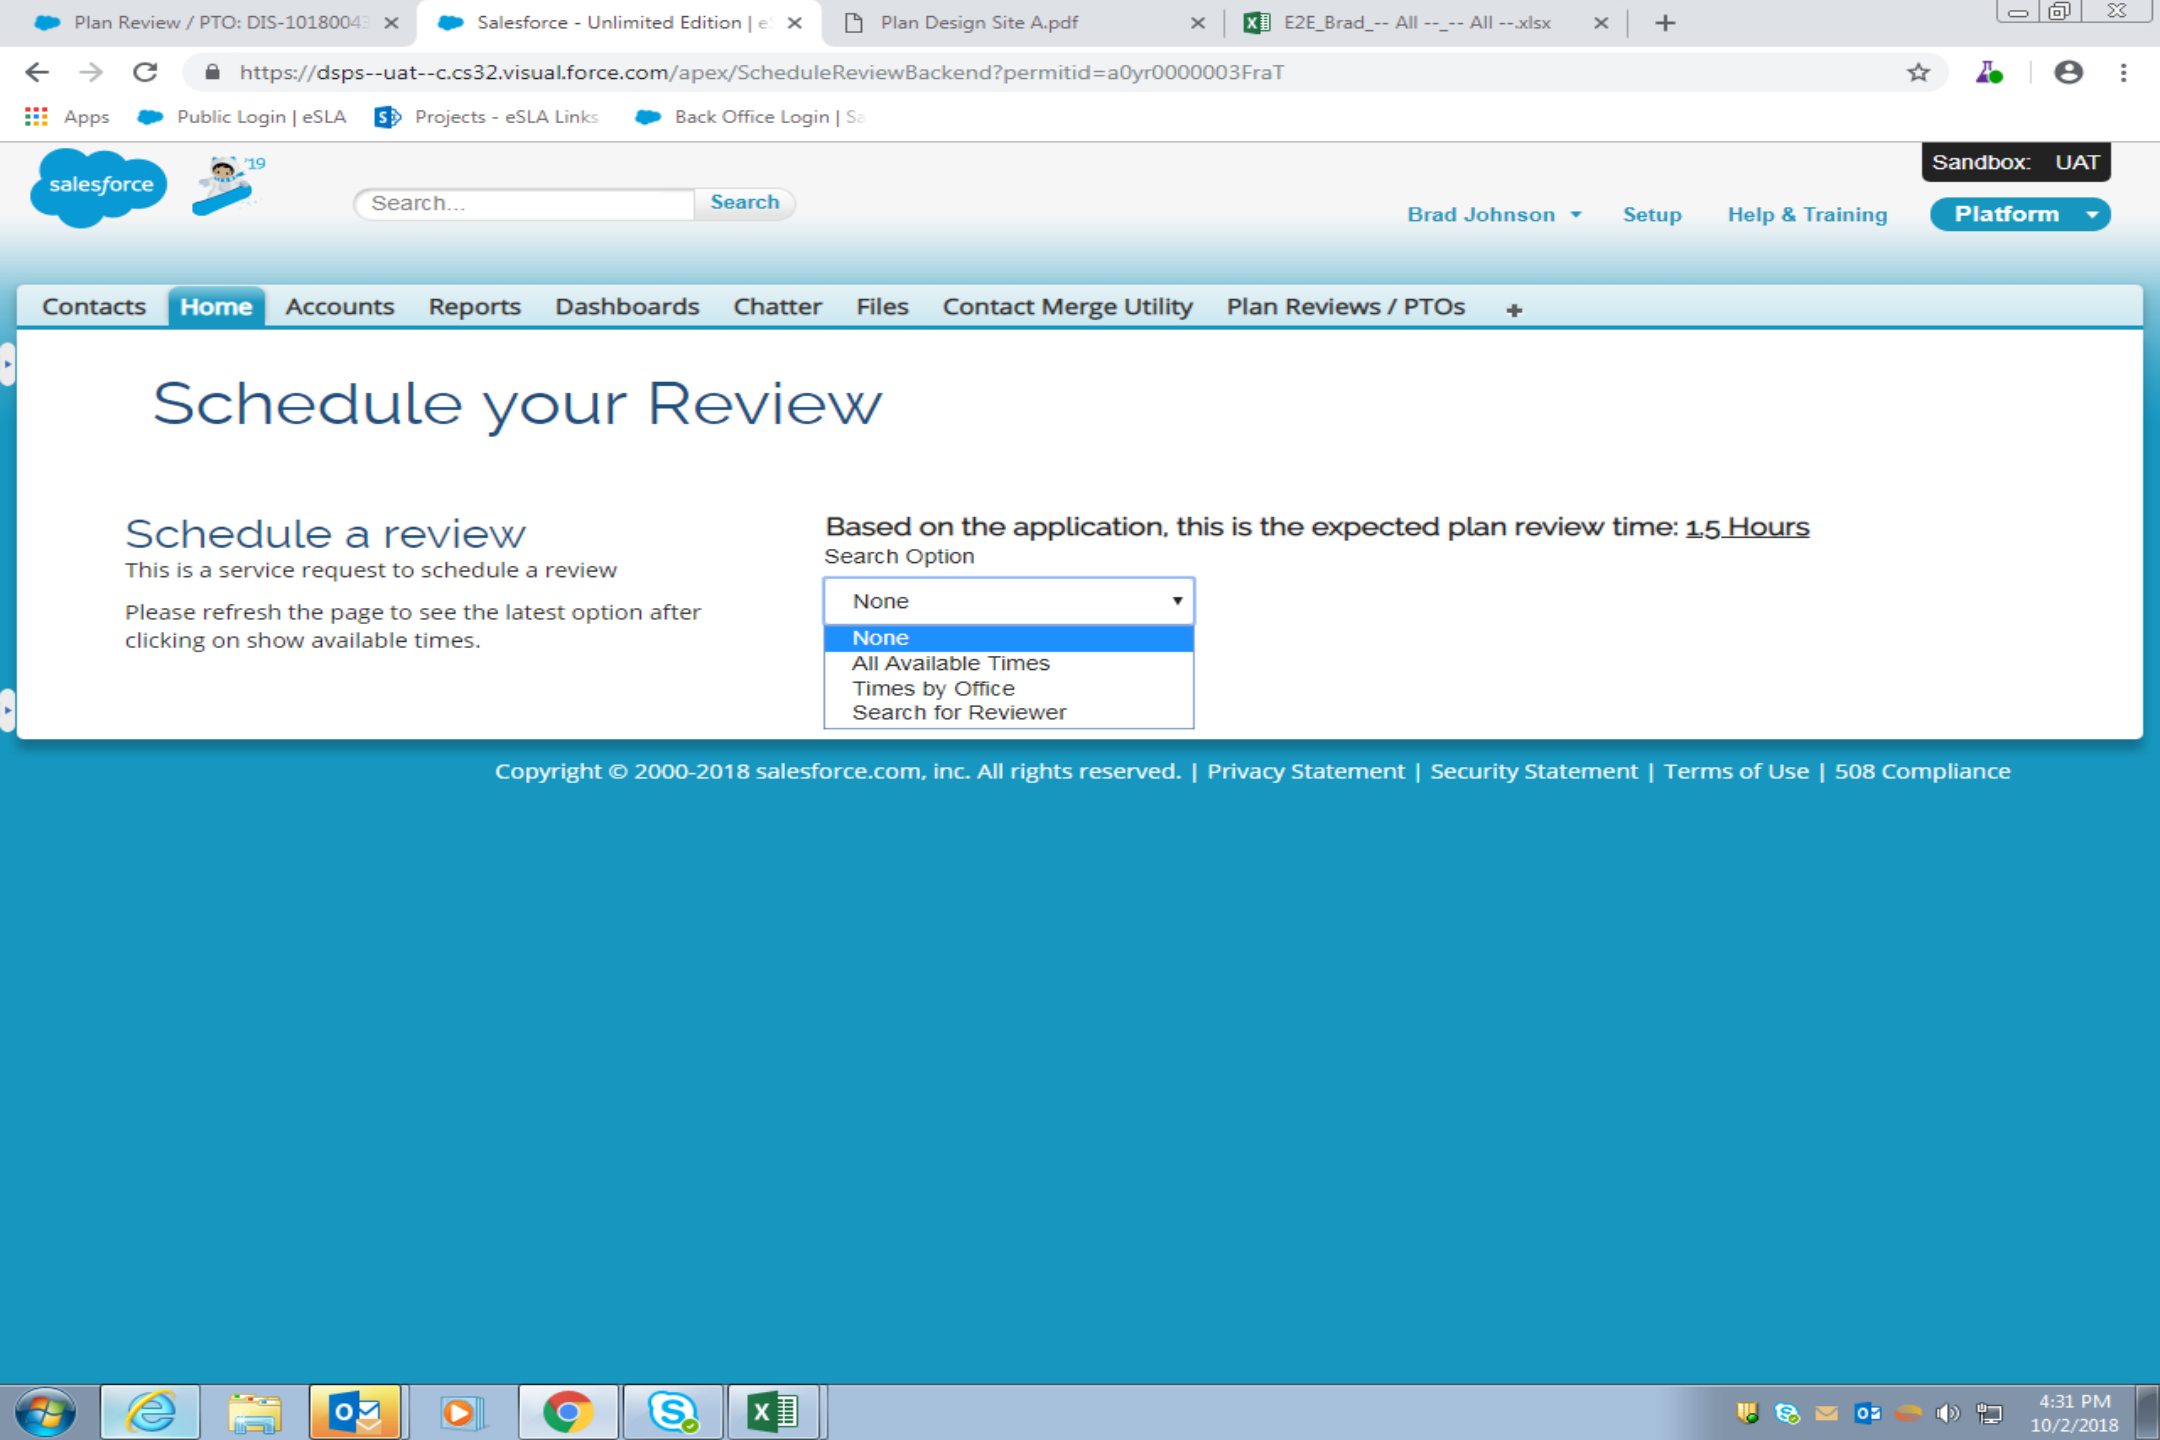 Plan Review / PTO: DIS-10180043
Salesforce - Unlimited Edition | eS
Plan Design Site A.pdf
E2E_Brad_-- All --_-- All --.xlsx
https://dsps--uat--c.cs32.visual.force.com/apex/ScheduleReviewBackend?permitid=a0yr0000003FraT
Apps
Public Login | eSLA
Projects - eSLA Links
Back Office Login | Sa
salesforce
'19
Search...
Search
Sandbox: UAT
Brad Johnson
Setup
Help & Training
Platform
Contacts
Home
Accounts
Reports
Dashboards
Chatter
Files
Contact Merge Utility
Plan Reviews / PTOs
Schedule your Review
Schedule a review
This is a service request to schedule a review
Please refresh the page to see the latest option after
clicking on show available times.
Based on the application, this is the expected plan review time: 1.5 Hours
Search Option
None
None
All Available Times
Times by Office
Search for Reviewer
Copyright © 2000-2018 salesforce.com, inc. All rights reserved. | Privacy Statement | Security Statement | Terms of Use | 508 Compliance
4:31 PM
10/2/2018